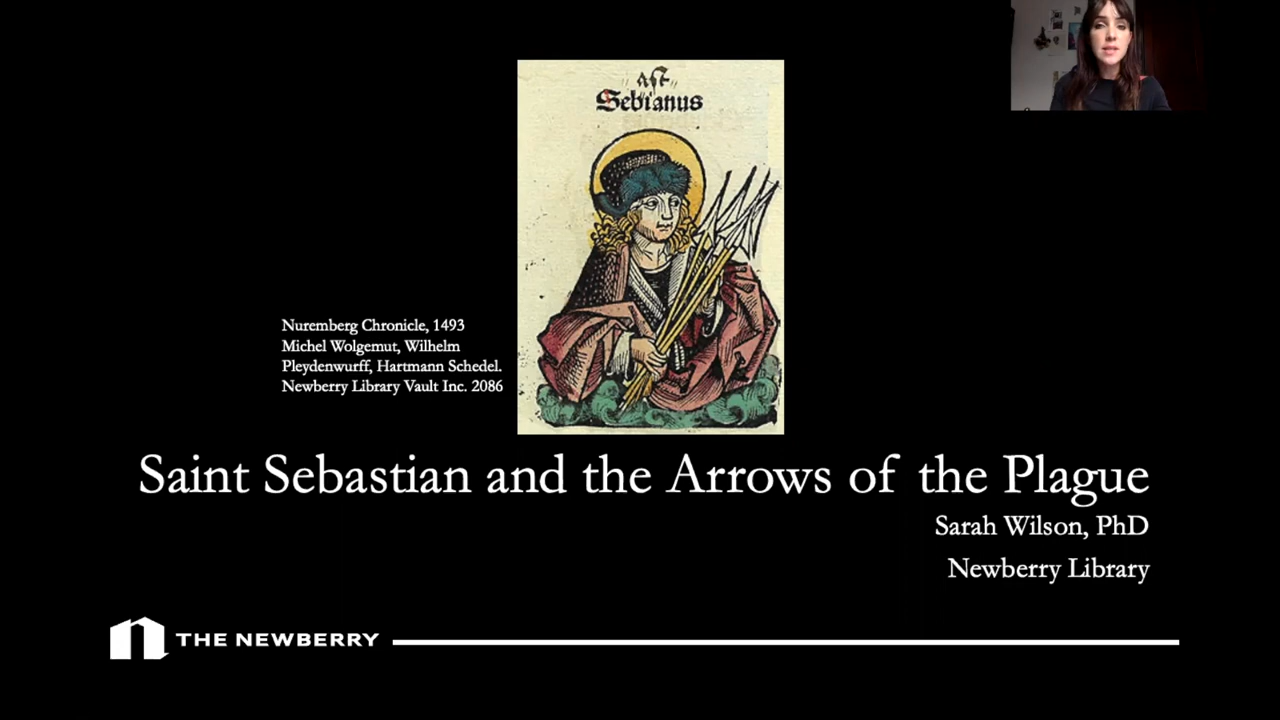 ast
Sebianus
Nuremberg Chronicle, 1493
Michel Wolgemut, Wilhelm
Pleydenwurff, Hartmann Schedel.
Newberry Library Vault Inc. 2086
Saint Sebastian and the Arrows of the Plague
Sarah Wilson, PhD
Newberry Library
THE NEWBERRY